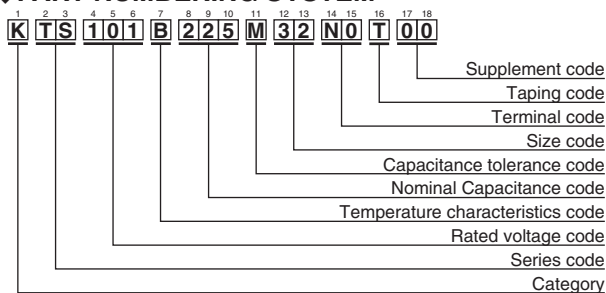 ◆PART NUMBERING SYSTEM
1 2 3 4 5 6 7 8 9 10 11 12 13 14 15 16 17 18
K T S 1 0 1 B 2 2 5 M 3 2 N 0 T 0 0
Supplement code
Taping code
Terminal code
Size code
Capacitance tolerance code
Nominal Capacitance code
Temperature characteristics code
Rated voltage code
Series code
Category